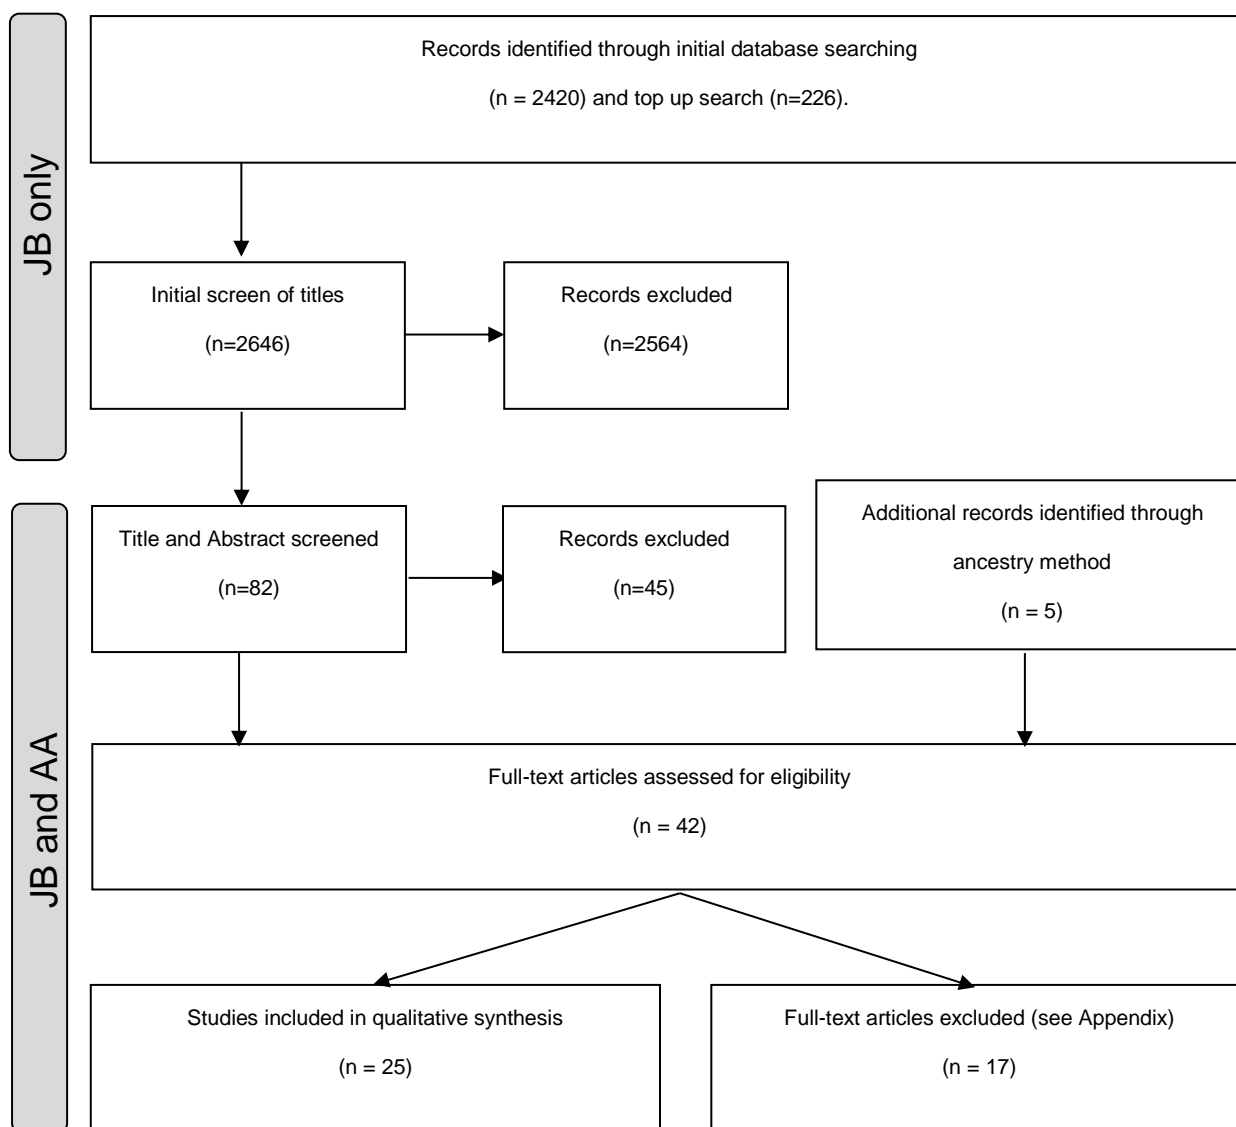 JB only
Records identified through initial database searching
(n = 2420) and top up search (n=226).
Initial screen of titles
(n=2646)
Records excluded
(n=2564)
JB and AA
Title and Abstract screened
(n=82)
Records excluded
(n=45)
Additional records identified through
ancestry method
(n = 5)
Full-text articles assessed for eligibility
(n = 42)
Studies included in qualitative synthesis
(n = 25)
Full-text articles excluded (see Appendix)
(n = 17)